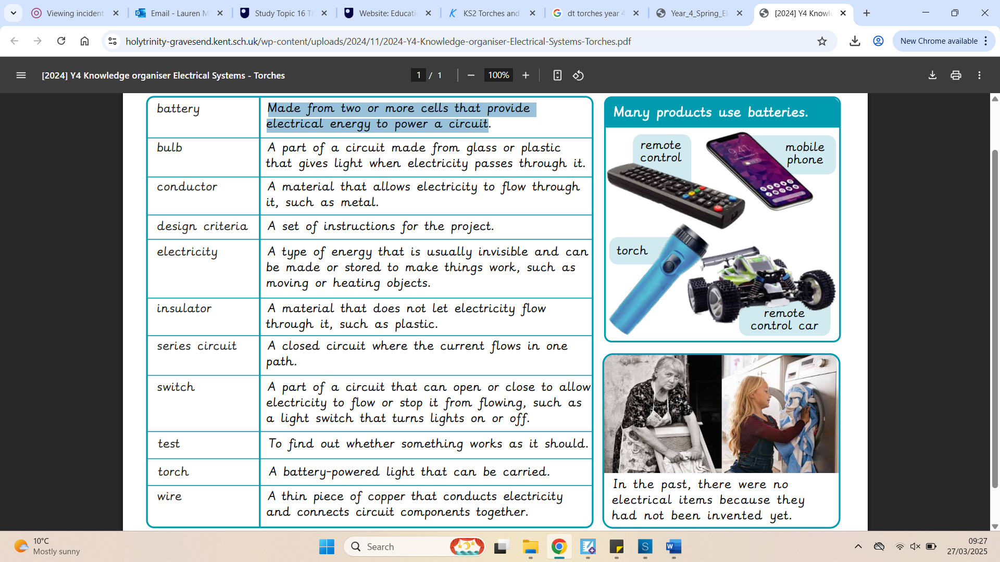 Viewing incident
Email - Lauren M
Study Topic 16 T
Website: Educati
KS2 Torches and
dt torches year 4
Year_4_Spring_El
[2024] Y4 Knowle
holytrinity-gravesend.kent.sch.uk/wp-content/uploads/2024/11/2024-Y4-Knowledge-organiser-Electrical-Systems-Torches.pdf
New Chrome available
[2024] Y4 Knowledge organiser Electrical Systems - Torches
1 / 1
100%
battery
Made from two or more cells that provide
electrical energy to power a circuit.
bulb
A part of a circuit made from glass or plastic
that gives light when electricity passes through it.
conductor
A material that allows electricity to flow through
it, such as metal.
design criteria
A set of instructions for the project.
electricity
A type of energy that is usually invisible and can
be made or stored to make things work, such as
moving or heating objects.
insulator
A material that does not let electricity flow
through it, such as plastic.
series circuit
A closed circuit where the current flows in one
path.
switch
A part of a circuit that can open or close to allow
electricity to flow or stop it from flowing, such as
a light switch that turns lights on or off.
test
To find out whether something works as it should.
torch
A battery-powered light that can be carried.
wire
A thin piece of copper that conducts electricity
and connects circuit components together.
Many products use batteries.
remote
control
mobile
phone
9:41
torch
remote
control car
In the past, there were no
electrical items because they
had not been invented yet.
10°C
Mostly sunny
Search
S
W
09:27
27/03/2025